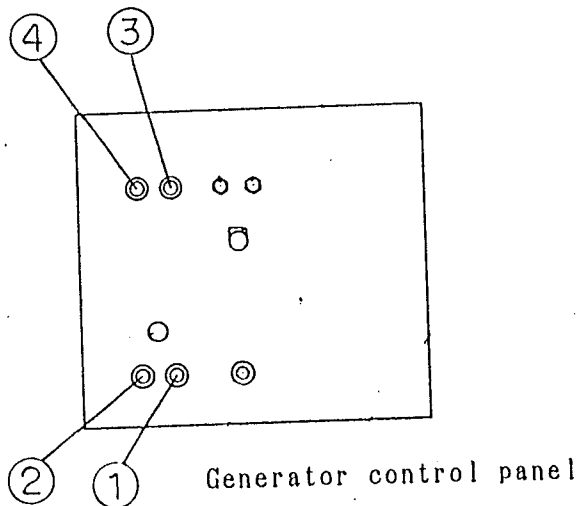 ④ ③
② ①
Generator control panel